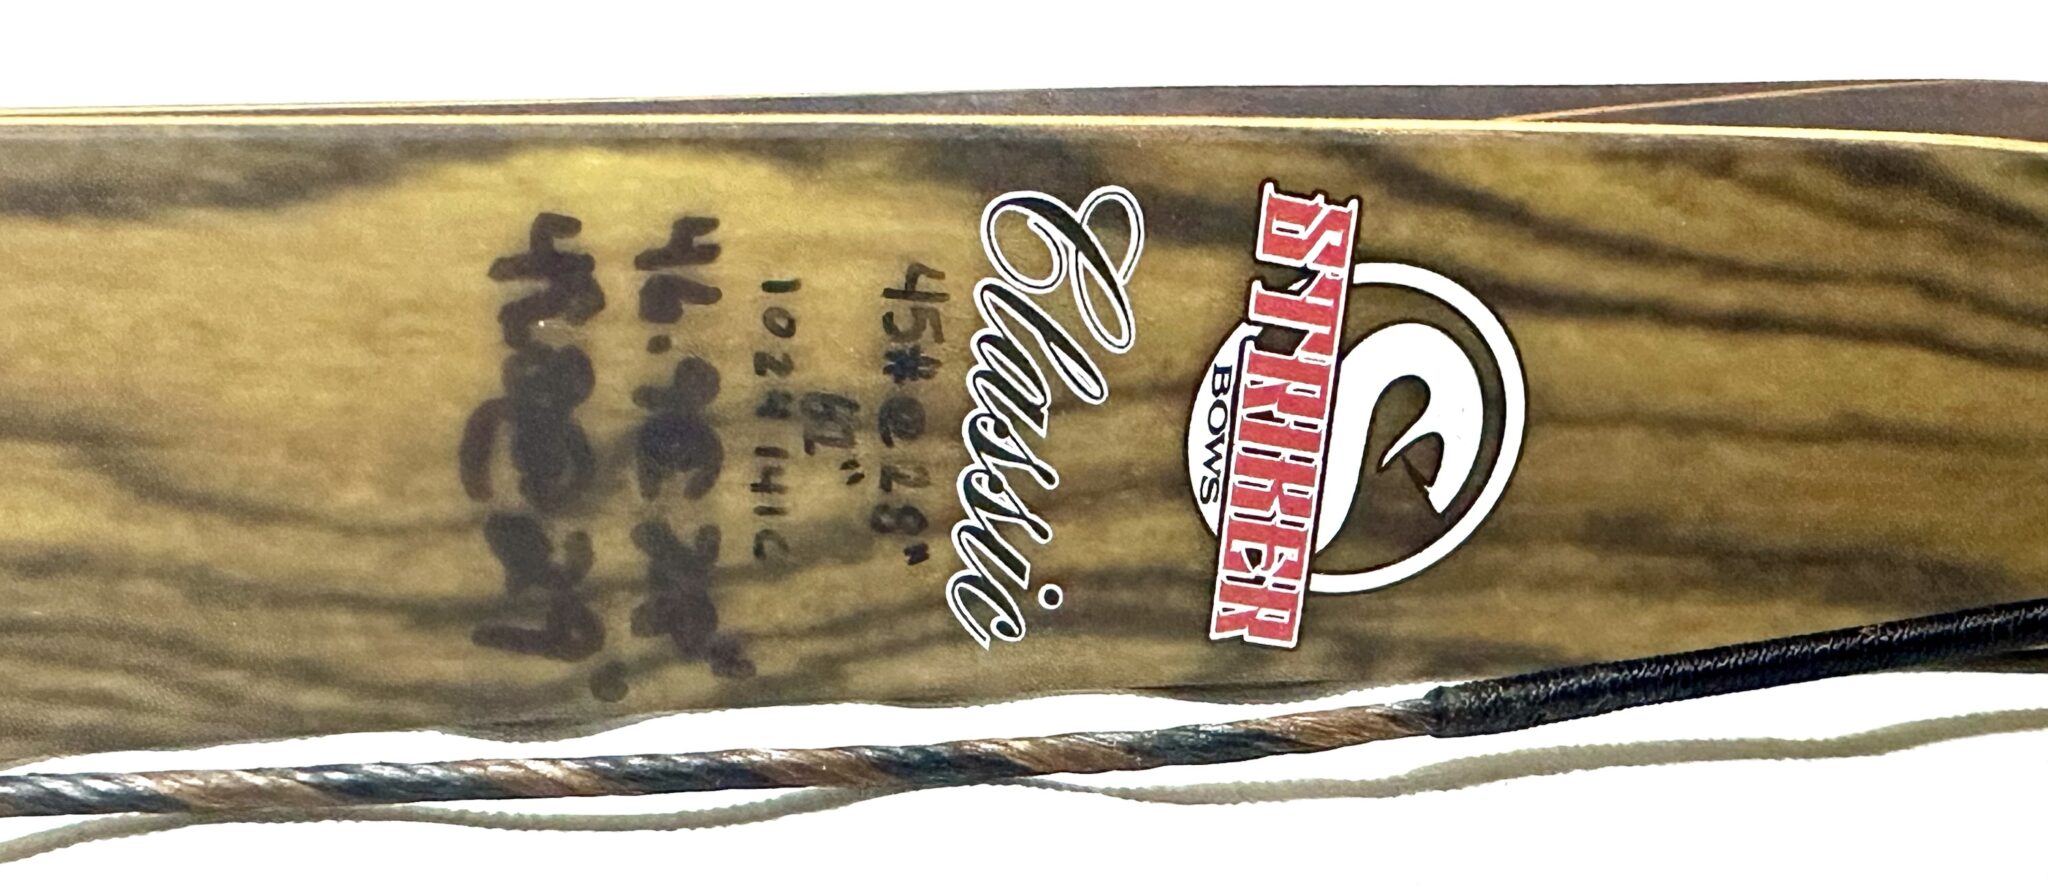 STRIKER
BOWS
Classic
45#@28"
62"
1024141C